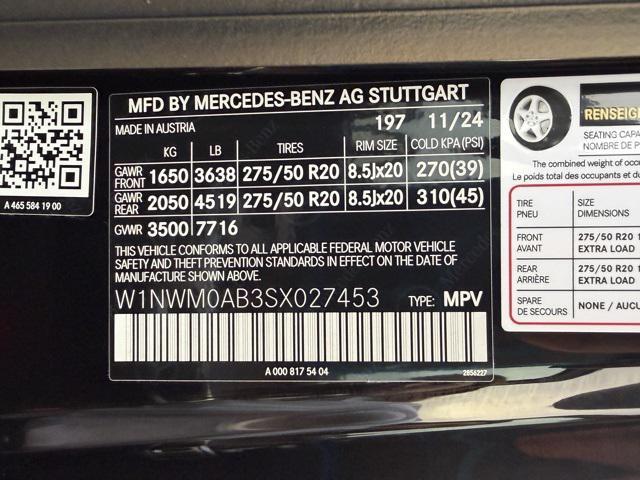 MFD BY MERCEDES-BENZ AG STUTTGART
MADE IN AUSTRIA 197 11/24
KG LB TIRES RIM SIZE COLD KPA (PSI)
GAWR FRONT 1650 3638 275/50 R20 8.5Jx20 270(39)
GAWR REAR 2050 4519 275/50 R20 8.5Jx20 310(45)
GVWR 3500 7716
THIS VEHICLE CONFORMS TO ALL APPLICABLE FEDERAL MOTOR VEHICLE
SAFETY AND THEFT PREVENTION STANDARDS IN EFFECT ON THE DATE
OF MANUFACTURE SHOWN ABOVE.
W1NWM0AB3SX027453 TYPE: MPV
A 000 817 54 04 2856227
A 465 584 19 00
RENSEIG
SEATING CAPA
NOMBRE DE P
The combined weight of occu
Le poids total des occupants et du
TIRE SIZE
PNEU DIMENSIONS
FRONT 275/50 R20 1
AVANT EXTRA LOAD
REAR 275/50 R20 1
ARRIÈRE EXTRA LOAD
SPARE NONE / AUCU
DE SECOURS